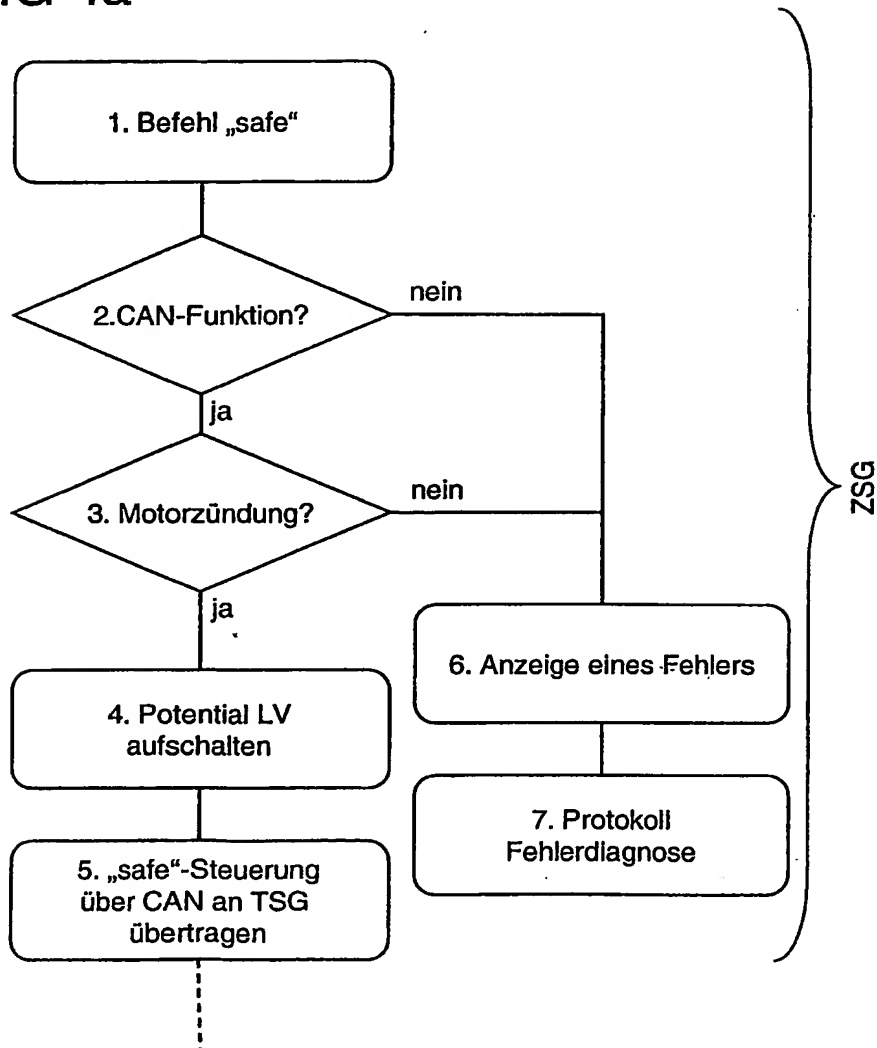 1. Befehl „safe“
2.CAN-Funktion?
nein
ja
3. Motorzündung?
nein
ja
4. Potential LV
aufschalten
5. „safe“-Steuerung
über CAN an TSG
übertragen
6. Anzeige eines Fehlers
7. Protokoll
Fehlerdiagnose
ZSG